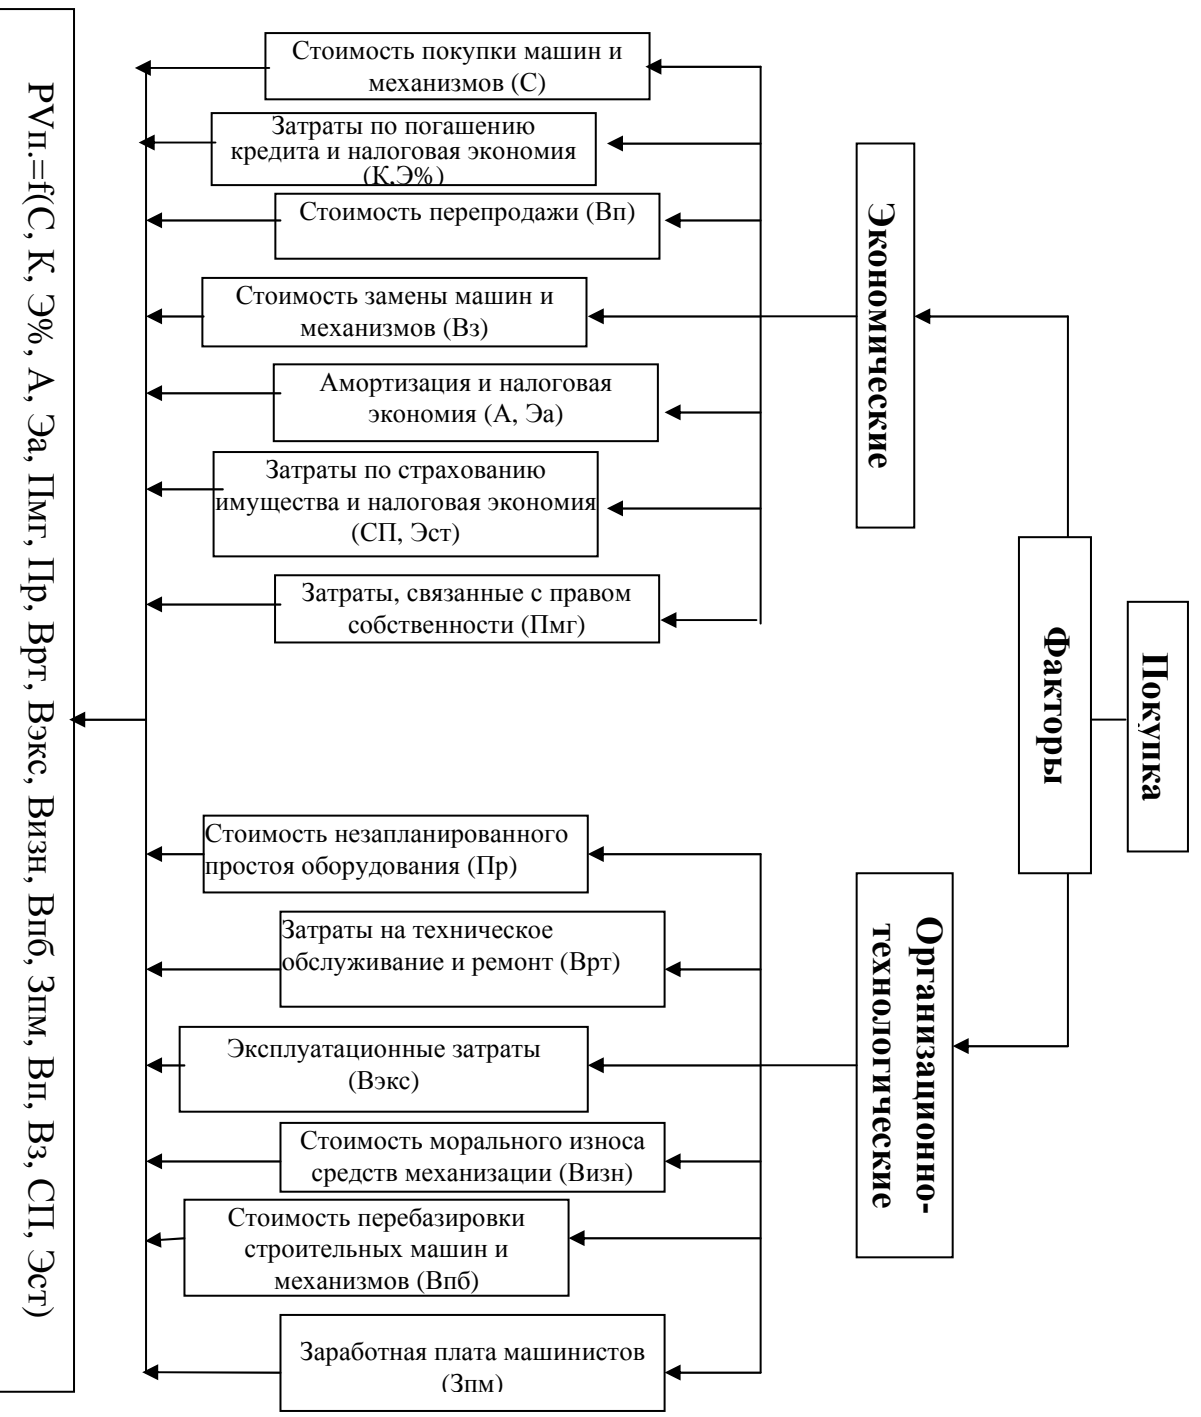 Покупка
Факторы
Экономические
Организационно-
технологические
Стоимость покупки машин и
механизмов (С)
Затраты по погашению
кредита и налоговая экономия
(К,Э%)
Стоимость перепродажи (Вп)
Стоимость замены машин и
механизмов (Вз)
Амортизация и налоговая
экономия (А, Эа)
Затраты по страхованию
имущества и налоговая экономия
(СП, Эст)
Затраты, связанные с правом
собственности (Пмг)
Стоимость незапланированного
простоя оборудования (Пр)
Затраты на техническое
обслуживание и ремонт (Врт)
Эксплуатационные затраты
(Вэкс)
Стоимость морального износа
средств механизации (Визн)
Стоимость перебазировки
строительных машин и
механизмов (Впб)
Заработная плата машинистов
(Зпм)
PVп.=f(С, К, Э%, А, Эа, Пмг, Пр, Врт, Вэкс, Визн, Впб, Зпм, Вп, Вз, СП, Эст)